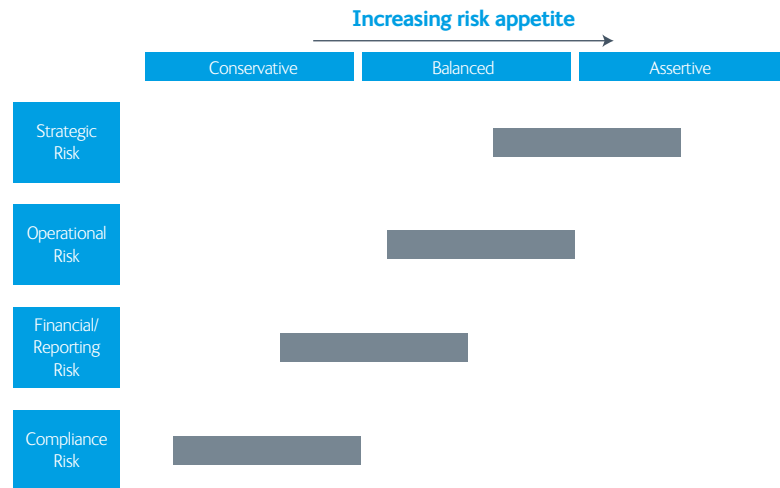 Increasing risk appetite
Conservative
Balanced
Assertive
Strategic
Risk
Operational
Risk
Financial/
Reporting
Risk
Compliance
Risk